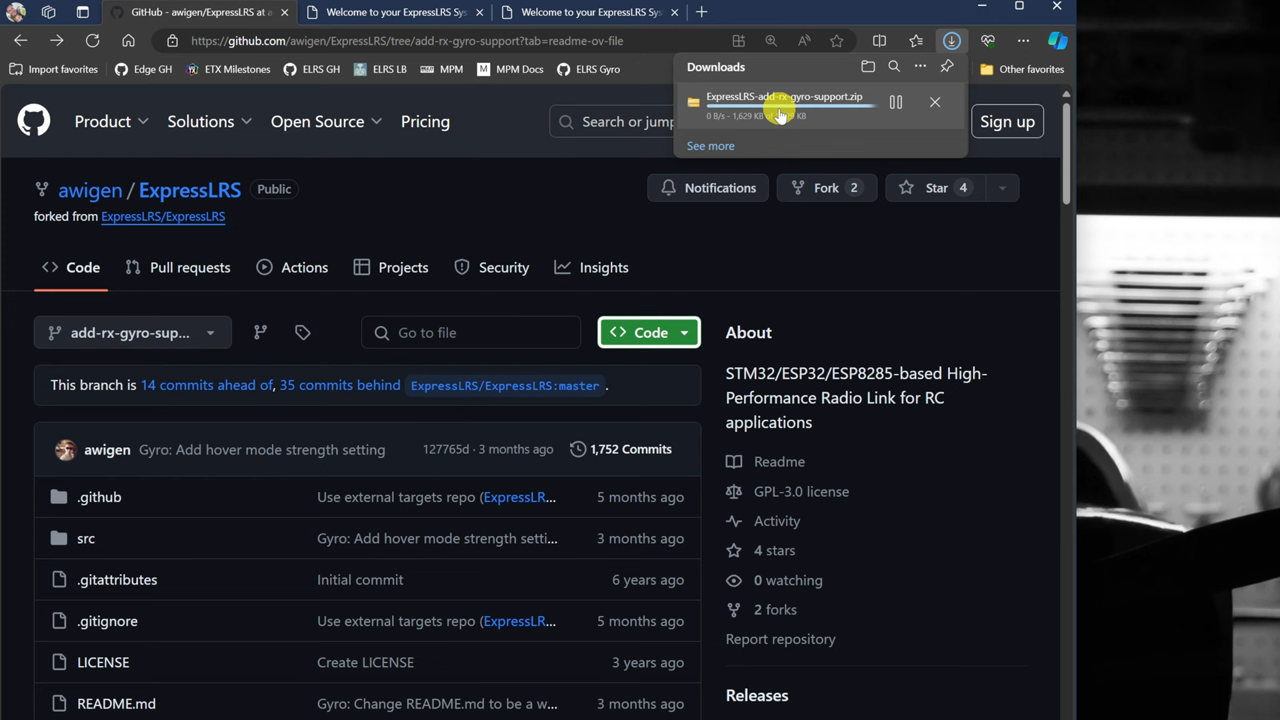 GitHub - awigen/ExpressLRS at a
Welcome to your ExpressLRS Sys
Welcome to your ExpressLRS Sys
https://github.com/awigen/ExpressLRS/tree/add-rx-gyro-support?tab=readme-ov-file
Import favorites
Edge GH
ETX Milestones
ELRS GH
ELRS LB
MPM
MPM Docs
ELRS Gyro
Other favorites
Downloads
ExpressLRS-add-rx-gyro-support.zip
0 B/s - 1,629 KB KB
See more
Product
Solutions
Open Source
Pricing
Search or jump
Sign up
awigen / ExpressLRS Public
forked from ExpressLRS/ExpressLRS
Notifications
Fork 2
Star 4
Code
Pull requests
Actions
Projects
Security
Insights
add-rx-gyro-sup...
Go to file
Code
This branch is 14 commits ahead of, 35 commits behind ExpressLRS/ExpressLRS:master .
awigen Gyro: Add hover mode strength setting 127765d · 3 months ago 1,752 Commits
.github Use external targets repo (ExpressLR... 5 months ago
src Gyro: Add hover mode strength setti... 3 months ago
.gitattributes Initial commit 6 years ago
.gitignore Use external targets repo (ExpressLR... 5 months ago
LICENSE Create LICENSE 3 years ago
README.md Gyro: Change README.md to be a w... 3 months ago
About
STM32/ESP32/ESP8285-based High-
Performance Radio Link for RC
applications
Readme
GPL-3.0 license
Activity
4 stars
0 watching
2 forks
Report repository
Releases